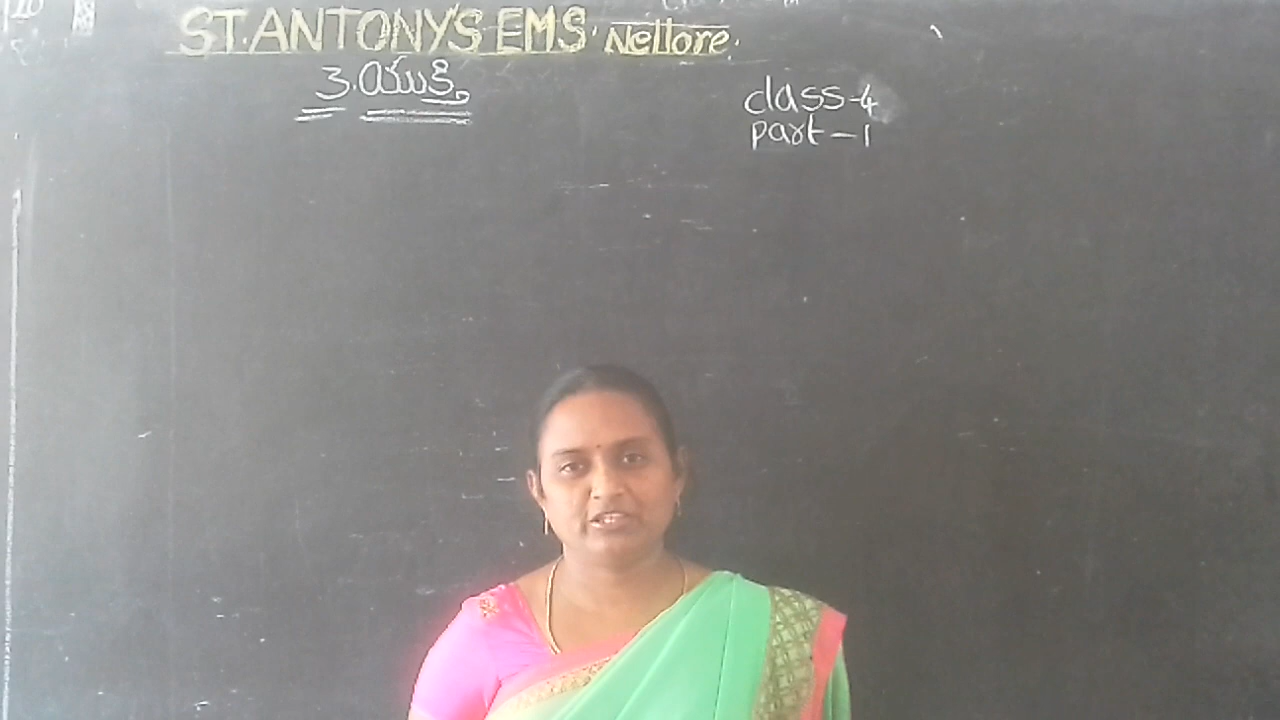 ST.ANTONY'S EMS, Nellore.
3.యుక్తి
class-4
part-1